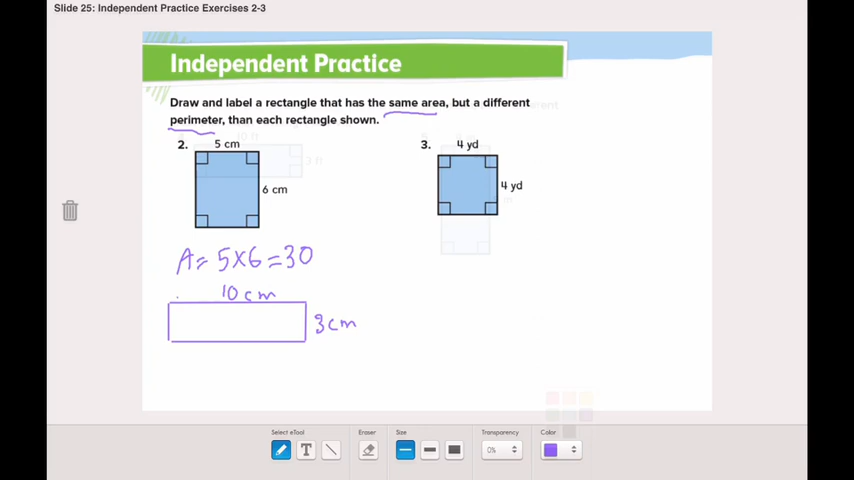 Slide 25: Independent Practice Exercises 2-3
Independent Practice
Draw and label a rectangle that has the same area, but a different
perimeter, than each rectangle shown.
2.
5 cm
6 cm
3.
4 yd
4 yd
A = 5×6=30
10 cm
3cm
Select eTool
Eraser
Size
Transparency
Color
T
0%